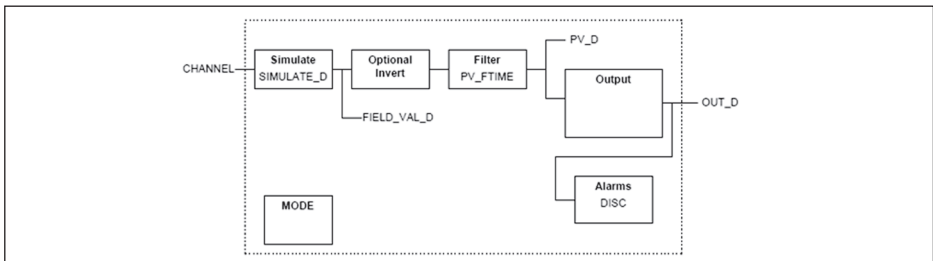 CHANNEL
Simulate
SIMULATE_D
Optional
Invert
Filter
PV_FTIME
PV_D
Output
OUT_D
FIELD_VAL_D
Alarms
DISC
MODE